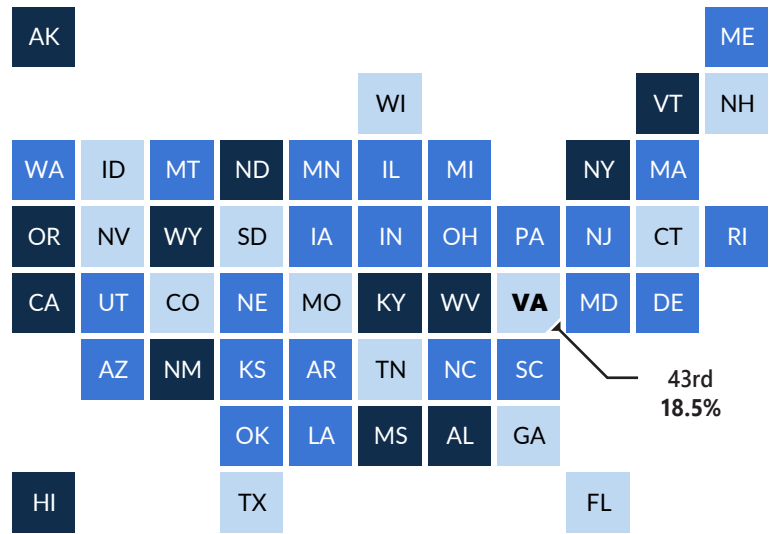 AK ME
WI VT NH
WA ID MT ND MN IL MI NY MA
OR NV WY SD IA IN OH PA NJ CT RI
CA UT CO NE MO KY WV VA MD DE
AZ NM KS AR TN NC SC
43rd
18.5%
OK LA MS AL GA
HI TX FL